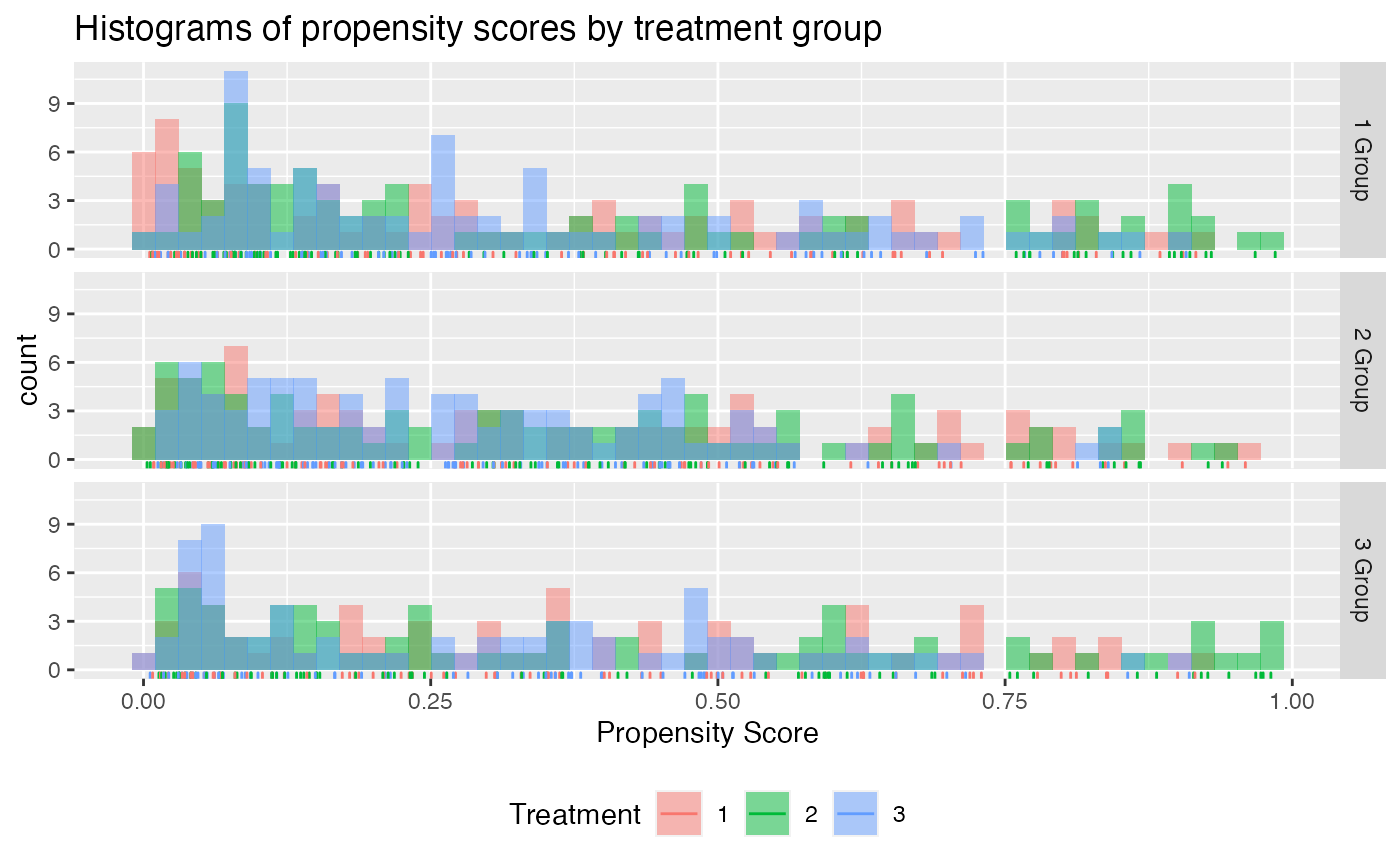 Histograms of propensity scores by treatment group
9
6
3
0
1 Group
9
6
3
0
2 Group
count
9
6
3
0
3 Group
0.00 0.25 0.50 0.75 1.00
Propensity Score
Treatment 1 2 3